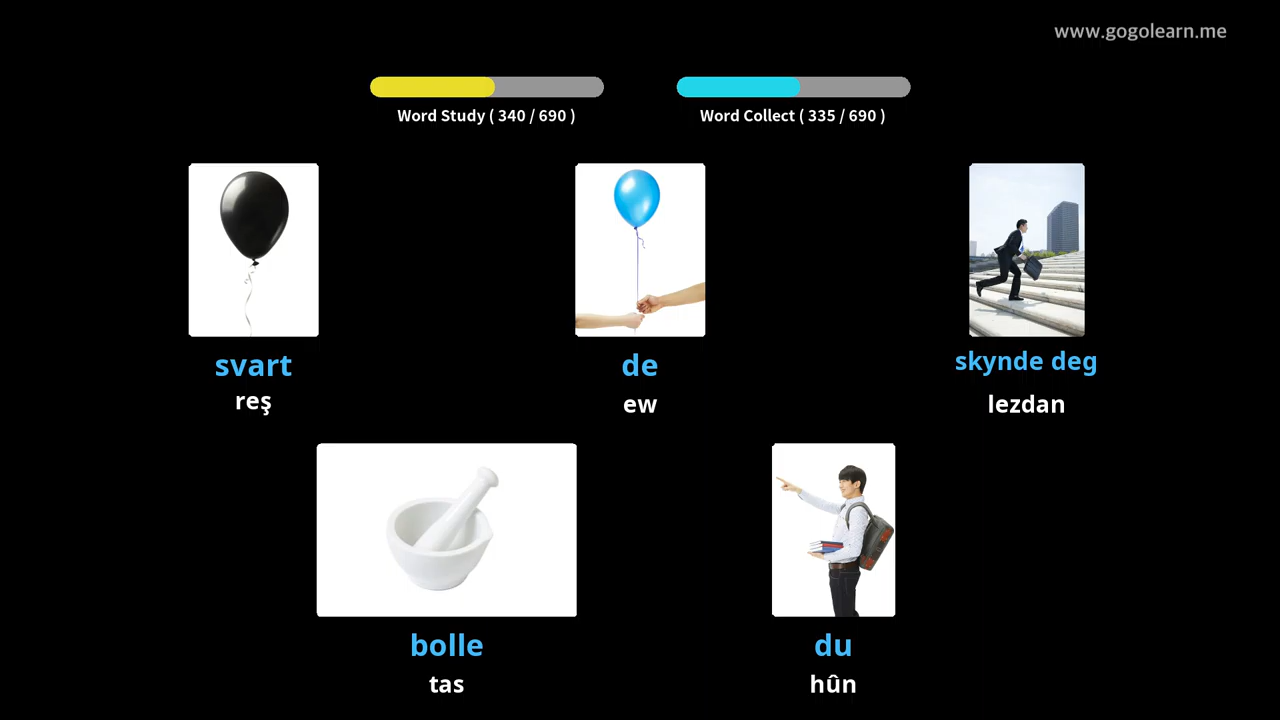 www.gogolearn.me
Word Study ( 340 / 690 )
Word Collect ( 335 / 690 )
svart
reş
de
ew
skynde deg
lezdan
bolle
tas
du
hûn